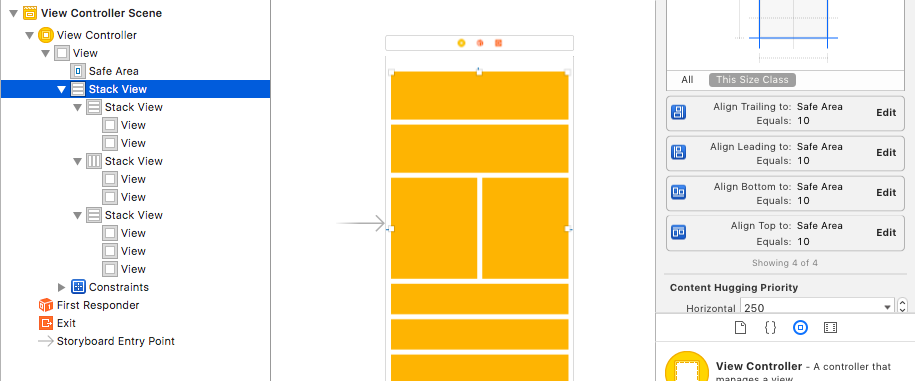 View Controller Scene
View Controller
View
Safe Area
Stack View
Stack View
View
View
Stack View
View
View
Stack View
View
View
View
Constraints
First Responder
Exit
Storyboard Entry Point
All
This Size Class
Align Trailing to: Safe Area
Equals: 10
Edit
Align Leading to: Safe Area
Equals: 10
Edit
Align Bottom to: Safe Area
Equals: 10
Edit
Align Top to: Safe Area
Equals: 10
Edit
Showing 4 of 4
Content Hugging Priority
Horizontal 250
{}
View Controller - A controller that
manages a view